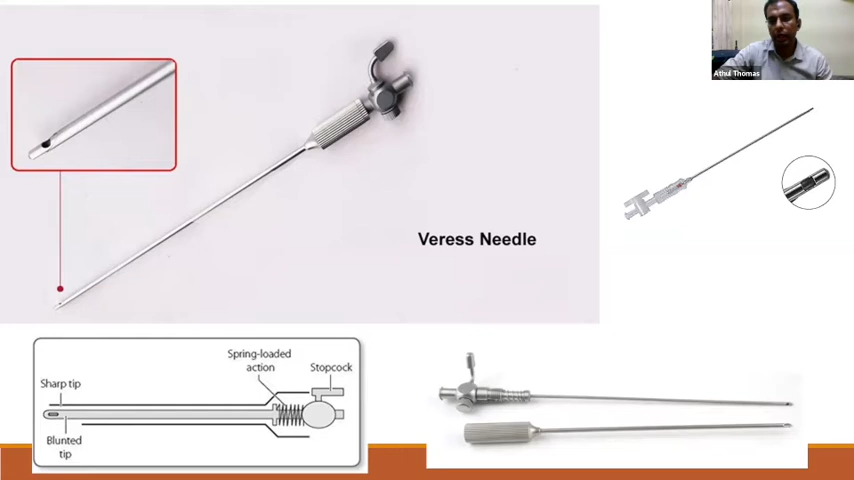 Athul Thomas
Veress Needle
Spring-loaded
action
Stopcock
Sharp tip
Blunted
tip